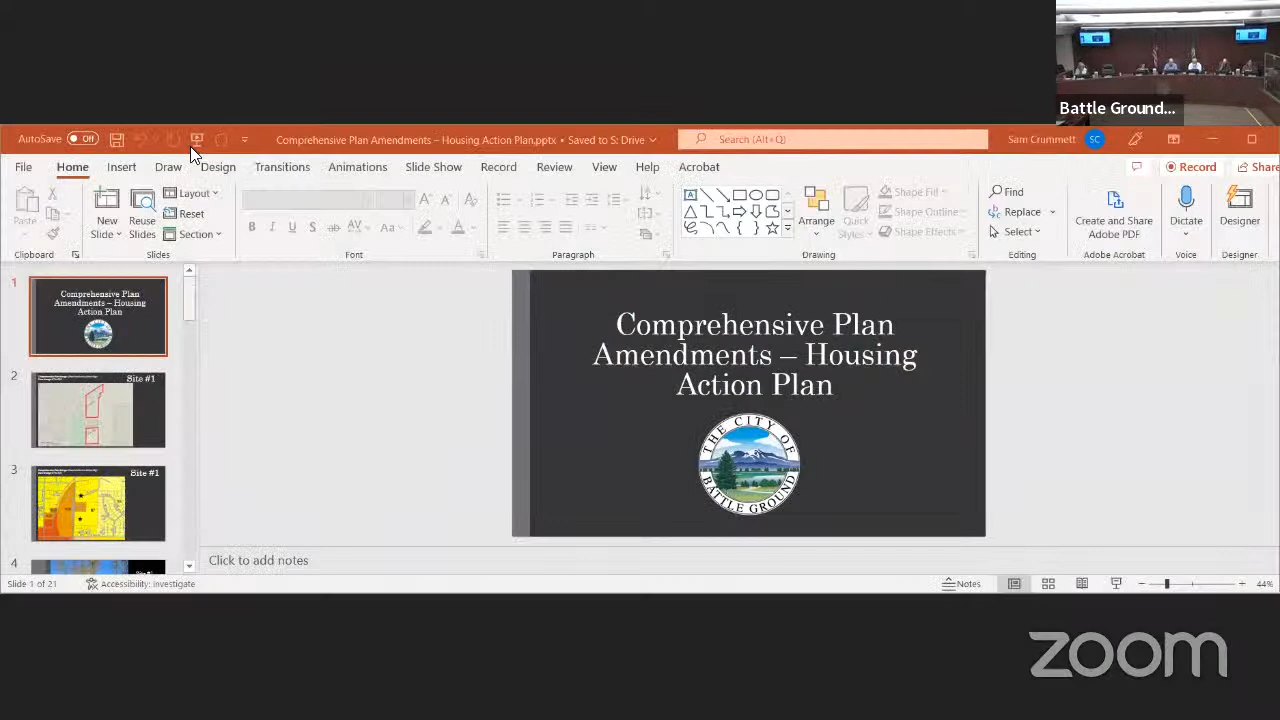 Battle Ground...
AutoSave Off
Comprehensive Plan Amendments – Housing Action Plan.pptx • Saved to S: Drive
Search (Alt+Q)
Sam Crummett SC
File Home Insert Draw Design Transitions Animations Slide Show Record Review View Help Acrobat Record Share
Paste
New Slide
Reuse Slides
Layout
Reset
Section
B I U S ab AV Aa A
Arrange
Quick Styles
Shape Fill
Shape Outline
Shape Effects
Find
Replace
Select
Create and Share Adobe PDF
Dictate
Designer
Clipboard Slides Font Paragraph Drawing Editing Adobe Acrobat Voice Designer
1
Comprehensive Plan
Amendments – Housing
Action Plan
2
Site #1
3
Site #1
4
Comprehensive Plan
Amendments – Housing
Action Plan
THE CITY OF
BATTLE GROUND
Click to add notes
Slide 1 of 21 Accessibility: Investigate Notes 44%
zoom